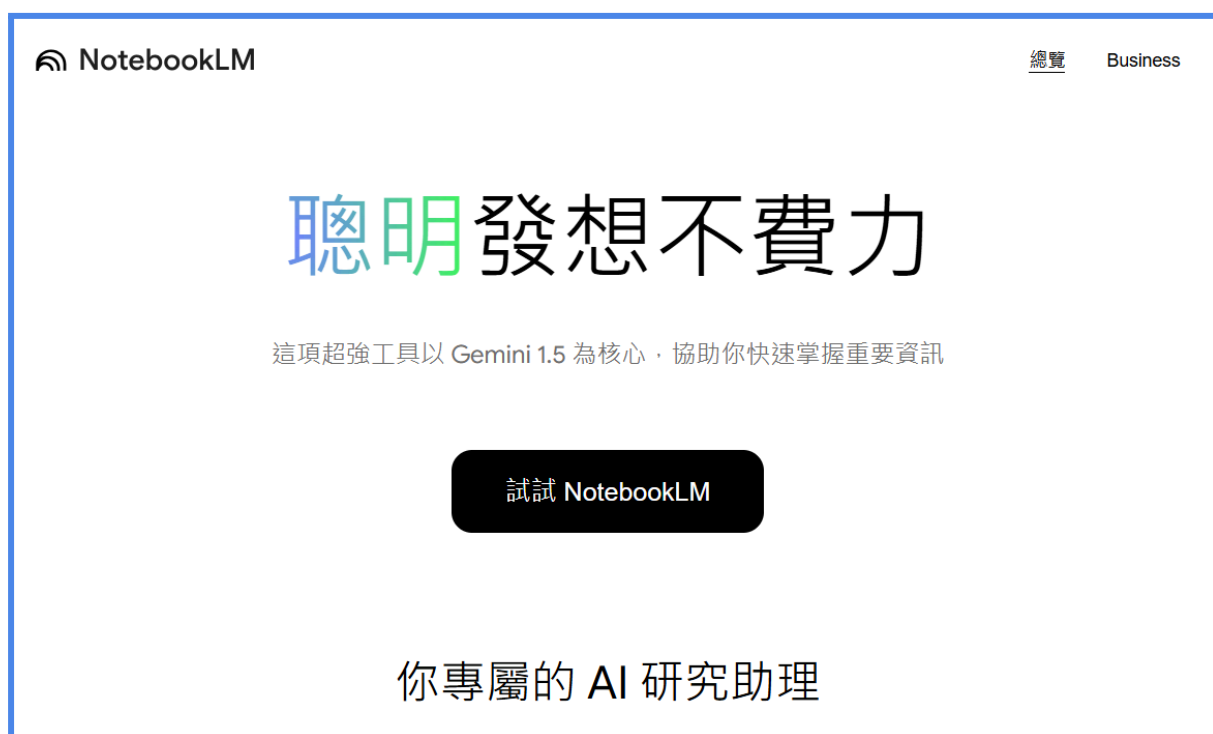 NotebookLM
總覽 Business
聰明發想不費力
這項超強工具以 Gemini 1.5 為核心，協助你快速掌握重要資訊
試試 NotebookLM
你專屬的 AI 研究助理